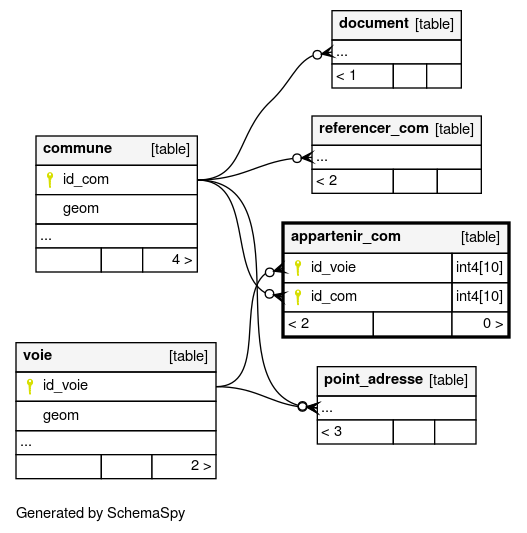 document [table]
...
< 1
referencer_com [table]
...
< 2
commune [table]
id_com
geom
...
4 >
appartenir_com [table]
id_voie int4[10]
id_com int4[10]
< 2 0 >
voie [table]
id_voie
geom
...
2 >
point_adresse [table]
...
< 3
Generated by SchemaSpy